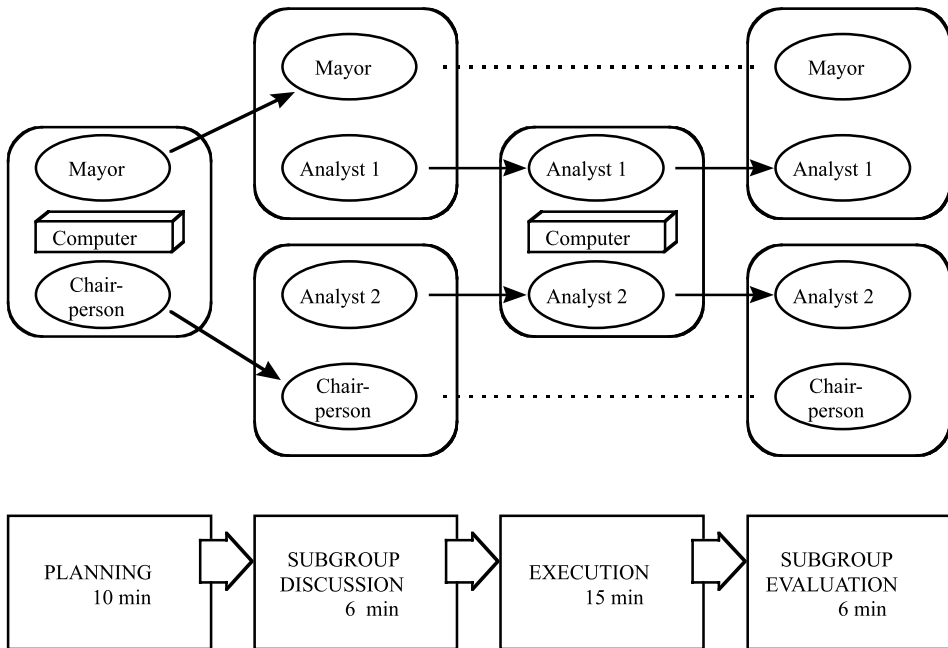 Mayor
Computer
Chair-
person
Mayor
Analyst 1
Analyst 2
Chair-
person
Analyst 1
Computer
Analyst 2
Mayor
Analyst 1
Analyst 2
Chair-
person
PLANNING
10 min
SUBGROUP
DISCUSSION
6 min
EXECUTION
15 min
SUBGROUP
EVALUATION
6 min